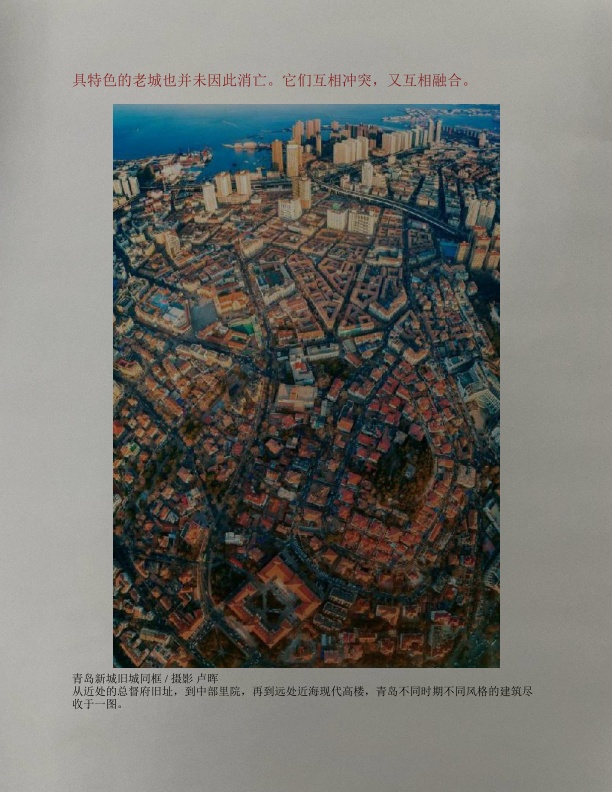 具特色的老城也并未因此消亡。它们互相冲突，又互相融合。
青岛新城旧城同框 / 摄影 卢晖
从近处的总督府旧址，到中部里院，再到远处近海现代高楼，青岛不同时期不同风格的建筑尽
收于一图。